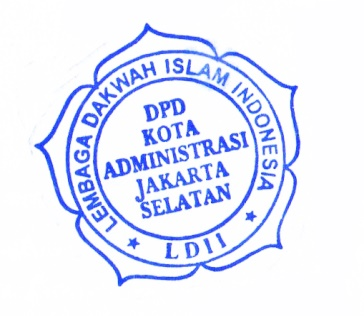 LEMBAGA DAKWAH ISLAM INDONESIA
DPD
KOTA
ADMINISTRASI
JAKARTA
SELATAN
★ LDII ★